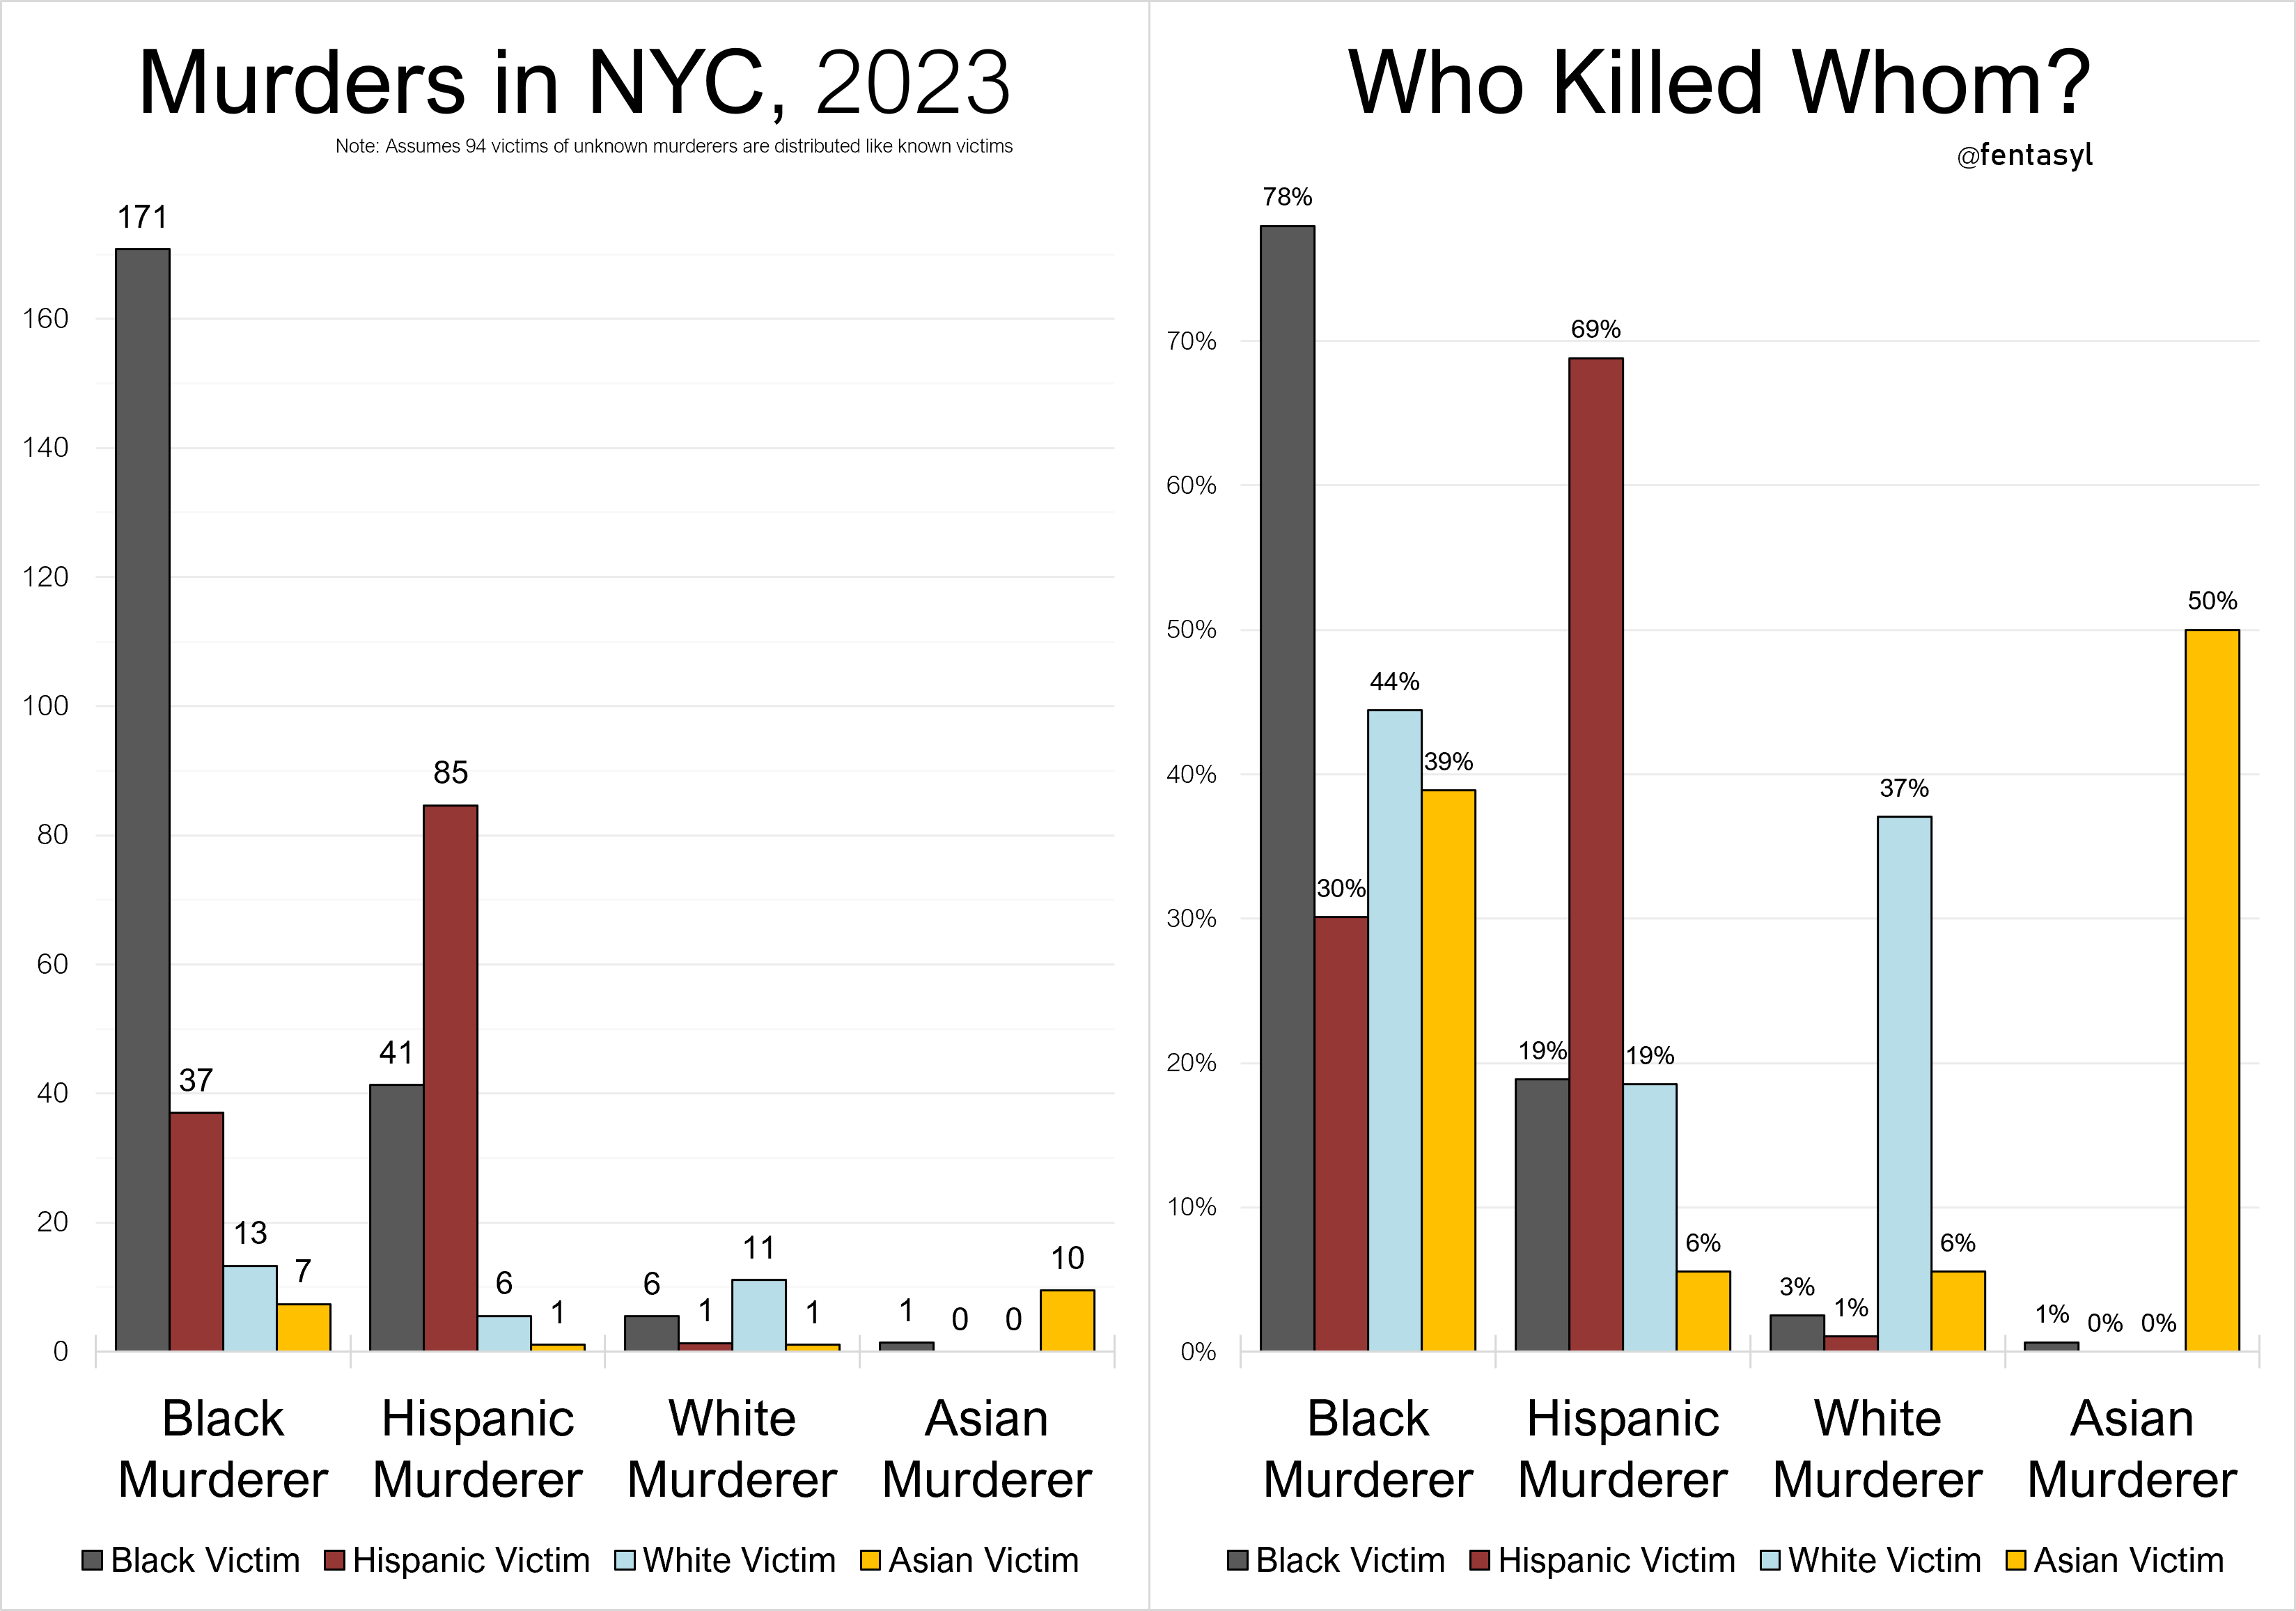 Murders in NYC, 2023
Note: Assumes 94 victims of unknown murderers are distributed like known victims
171
160
140
120
100
85
80
60
41
40
37
20
13
7
6
1
6
1
11
1
1
0
0
10
0
Black Murderer
Hispanic Murderer
White Murderer
Asian Murderer
Black Victim
Hispanic Victim
White Victim
Asian Victim
Who Killed Whom?
@fentasyl
78%
70%
69%
60%
50%
50%
44%
40%
39%
37%
30%
30%
20%
19%
19%
10%
6%
6%
3%
1%
1%
0%
0%
0%
Black Murderer
Hispanic Murderer
White Murderer
Asian Murderer
Black Victim
Hispanic Victim
White Victim
Asian Victim